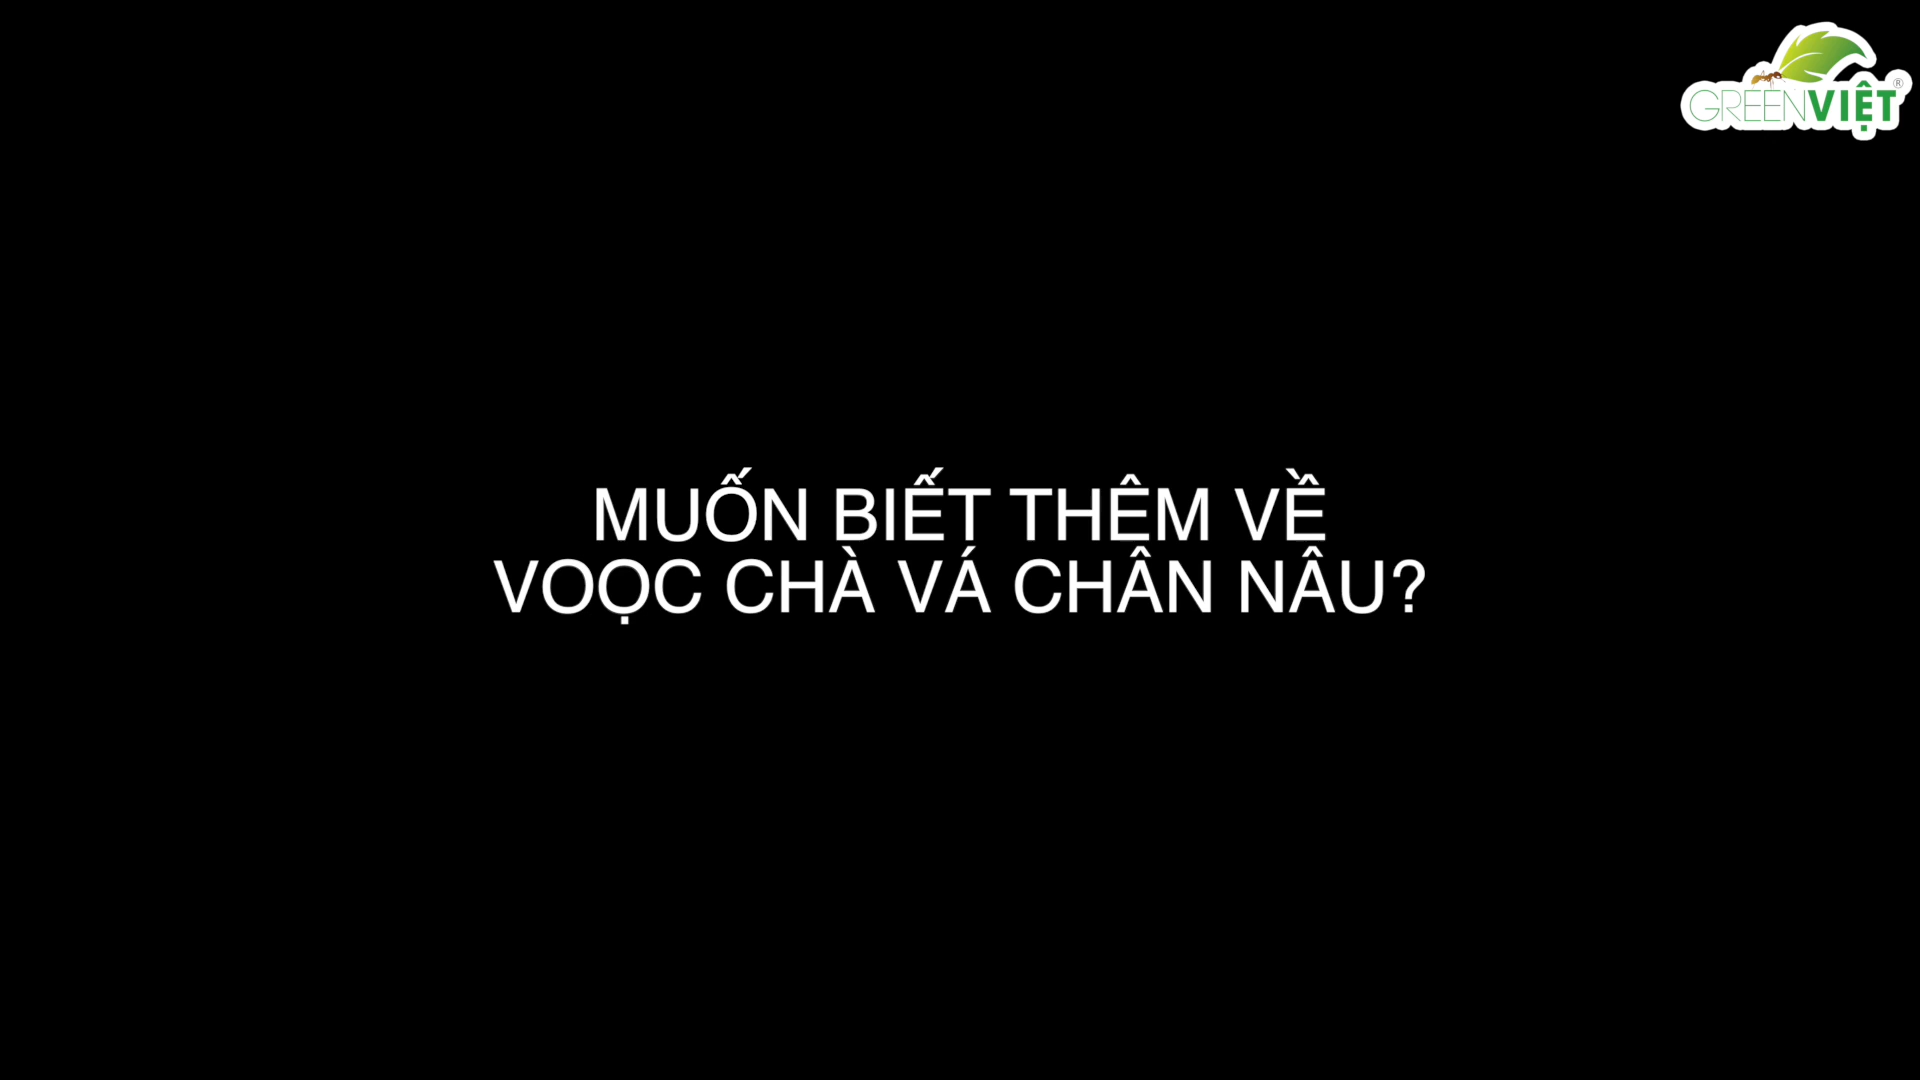 GREENVIỆT®
MUỐN BIẾT THÊM VỀ
VOỌC CHÀ VÁ CHÂN NÂU?